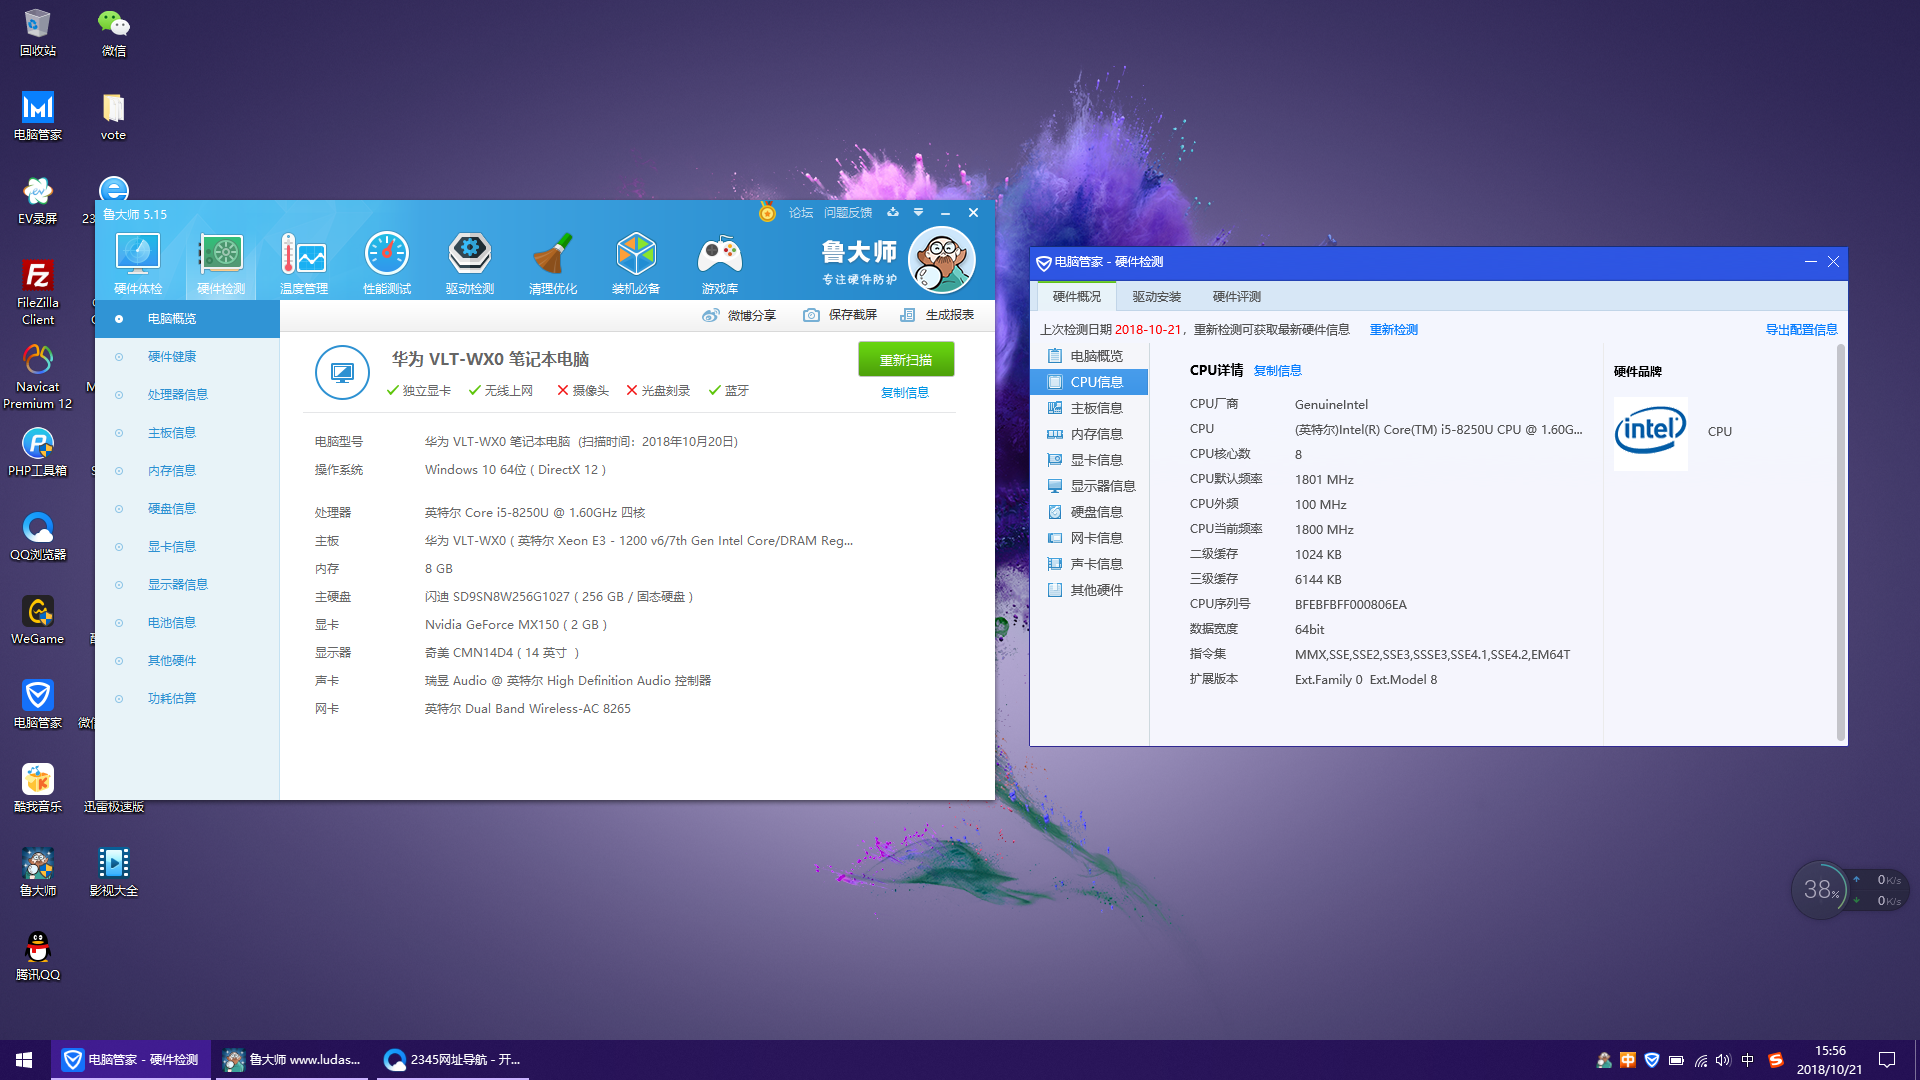 回收站
微信
电脑管家
vote
EV录屏
23
FileZilla
Client
Navicat
Premium 12
M
PHP工具箱
S
QQ浏览器
WeGame
电脑管家
微信
酷我音乐
迅雷极速版
鲁大师
影视大全
腾讯QQ
鲁大师 5.15
论坛
问题反馈
硬件体检
硬件检测
温度管理
性能测试
驱动检测
清理优化
装机必备
游戏库
鲁大师
专注硬件防护
微博分享
保存截屏
生成报表
电脑概览
硬件健康
处理器信息
主板信息
内存信息
硬盘信息
显卡信息
显示器信息
电池信息
其他硬件
功耗估算
华为 VLT-WX0 笔记本电脑
重新扫描
独立显卡
无线上网
摄像头
光盘刻录
蓝牙
复制信息
电脑型号 华为 VLT-WX0 笔记本电脑 (扫描时间：2018年10月20日)
操作系统 Windows 10 64位 ( DirectX 12 )
处理器 英特尔 Core i5-8250U @ 1.60GHz 四核
主板 华为 VLT-WX0 ( 英特尔 Xeon E3 - 1200 v6/7th Gen Intel Core/DRAM Reg...
内存 8 GB
主硬盘 闪迪 SD9SN8W256G1027 ( 256 GB / 固态硬盘 )
显卡 Nvidia GeForce MX150 ( 2 GB )
显示器 奇美 CMN14D4 ( 14 英寸 )
声卡 瑞昱 Audio @ 英特尔 High Definition Audio 控制器
网卡 英特尔 Dual Band Wireless-AC 8265
电脑管家 - 硬件检测
硬件概况
驱动安装
硬件评测
上次检测日期 2018-10-21，重新检测可获取最新硬件信息 重新检测
导出配置信息
电脑概览
CPU信息
主板信息
内存信息
显卡信息
显示器信息
硬盘信息
网卡信息
声卡信息
其他硬件
CPU详情 复制信息
CPU厂商 GenuineIntel
CPU (英特尔)Intel(R) Core(TM) i5-8250U CPU @ 1.60G...
CPU核心数 8
CPU默认频率 1801 MHz
CPU外频 100 MHz
CPU当前频率 1800 MHz
二级缓存 1024 KB
三级缓存 6144 KB
CPU序列号 BFEBFBFF000806EA
数据宽度 64bit
指令集 MMX,SSE,SSE2,SSE3,SSSE3,SSE4.1,SSE4.2,EM64T
扩展版本 Ext.Family 0 Ext.Model 8
硬件品牌
intel
CPU
38%
0K/s
0K/s
电脑管家 - 硬件检测
鲁大师 www.ludas...
2345网址导航 - 开...
中
中
15:56
2018/10/21